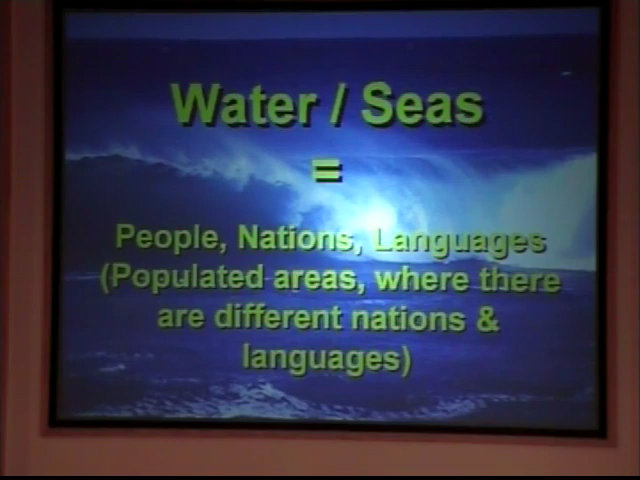 Water / Seas
=
People, Nations, Languages
(Populated areas, where there
are different nations &
languages)